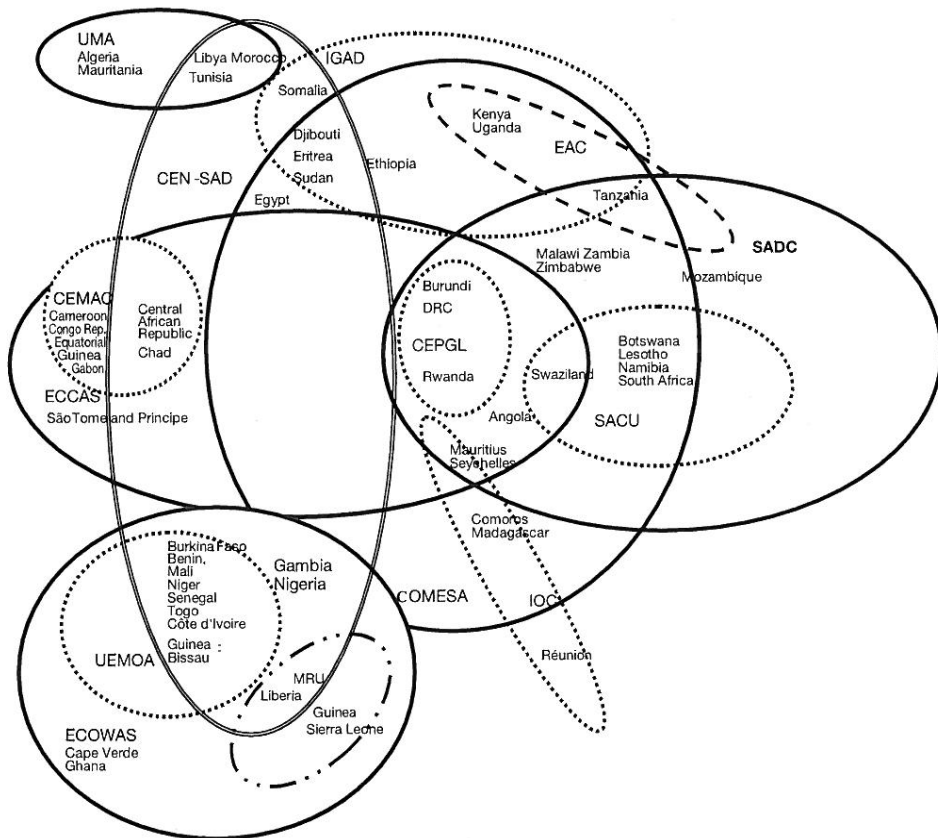 UMA
Algeria
Mauritania
Libya Morocco
Tunisia
IGAD
Somalia
Djibouti
Eritrea
Sudan
Ethiopia
CEN -SAD
Egypt
Kenya
Uganda
EAC
Tanzania
SADC
Malawi Zambia
Zimbabwe
Mozambique
CEMAC
Cameroon
Congo Rep.
Equatorial
Guinea
Gabon
Central
African
Republic
Chad
ECCAS
São Tome and Principe
Burundi
DRC
CEPGL
Rwanda
Angola
Swaziland
Botswana
Lesotho
Namibia
South Africa
SACU
Mauritius
Seychelles
Comoros
Madagascar
COMESA
IOC
Réunion
Burkina Faso
Benin,
Mali
Niger
Senegal
Togo
Côte d'Ivoire
Guinea :
Bissau
Gambia
Nigeria
UEMOA
MRU
Liberia
Guinea
Sierra Leone
ECOWAS
Cape Verde
Ghana